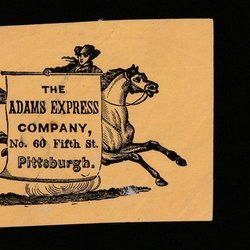 THE
ADAMS EXPRESS
COMPANY,
No. 60 Fifth St.
Pittsburgh.